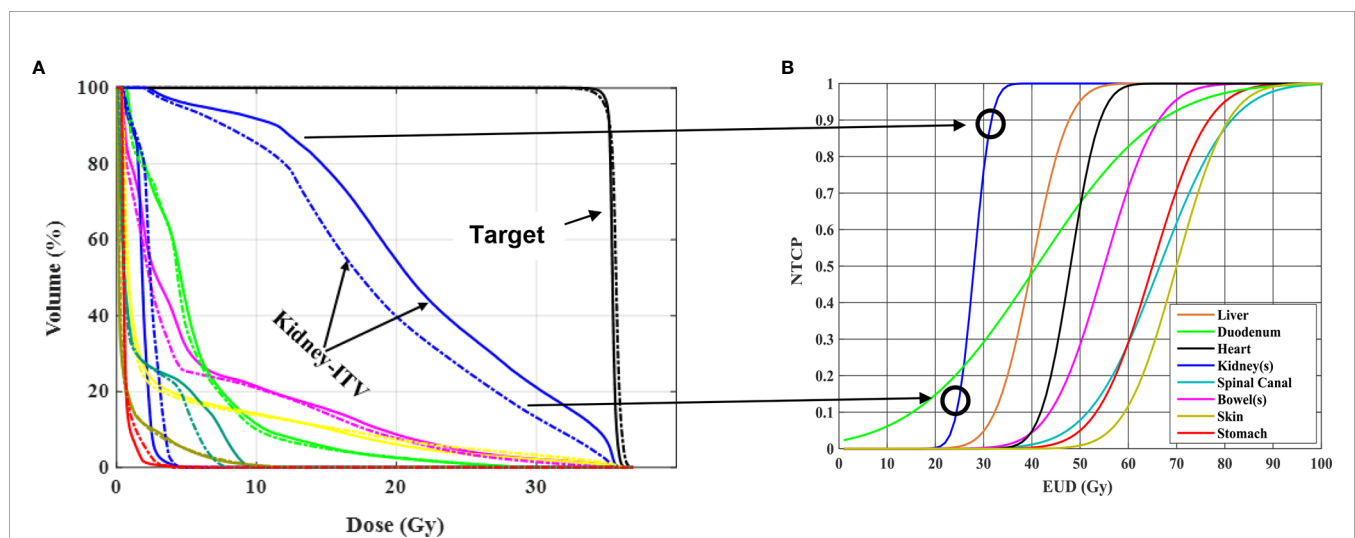 A
100
80
60
40
20
0
Volume (%)
0
10
20
30
Dose (Gy)
Target
Kidney-ITV
B
1
0.9
0.8
0.7
0.6
0.5
0.4
0.3
0.2
0.1
0
NTCP
10
20
30
40
50
60
70
80
90
100
EUD (Gy)
Liver
Duodenum
Heart
Kidney(s)
Spinal Canal
Bowel(s)
Skin
Stomach